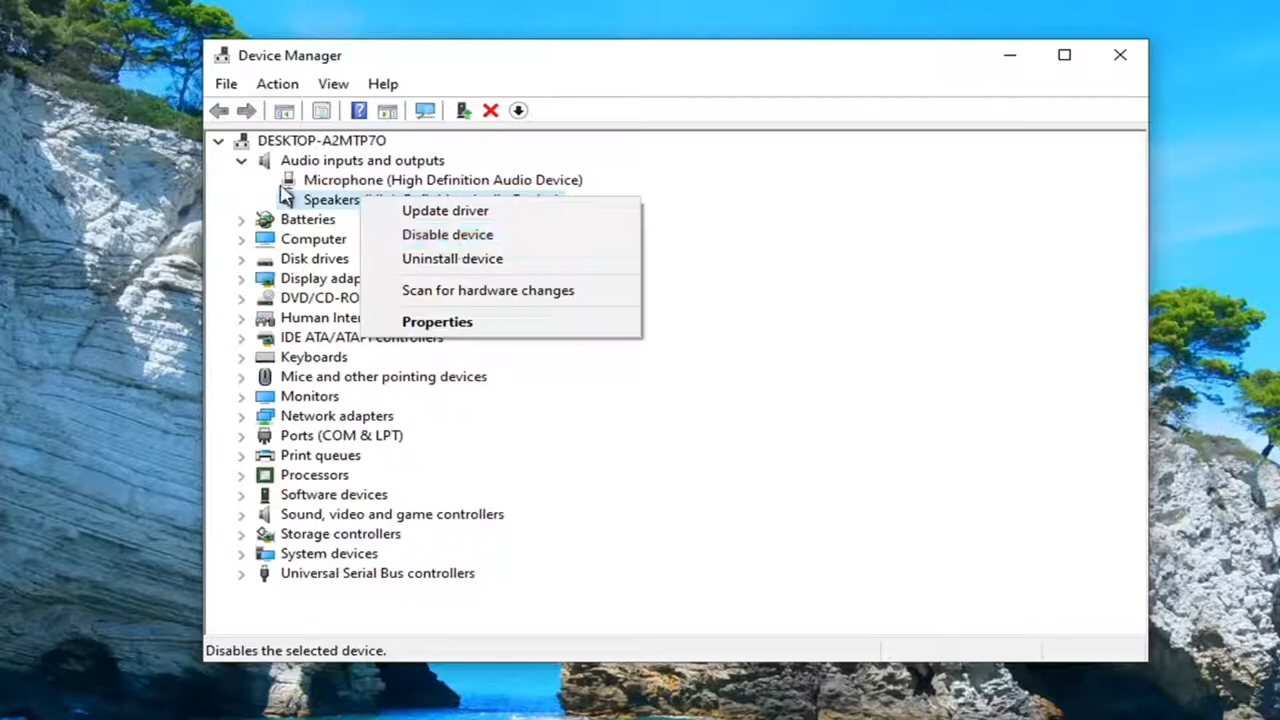 Device Manager
File Action View Help
DESKTOP-A2MTP7O
Audio inputs and outputs
Microphone (High Definition Audio Device)
Speakers
Update driver
Disable device
Uninstall device
Scan for hardware changes
Properties
Batteries
Computer
Disk drives
Display adap
DVD/CD-RO
Human Inter
IDE ATA/ATAPI controllers
Keyboards
Mice and other pointing devices
Monitors
Network adapters
Ports (COM & LPT)
Print queues
Processors
Software devices
Sound, video and game controllers
Storage controllers
System devices
Universal Serial Bus controllers
Disables the selected device.